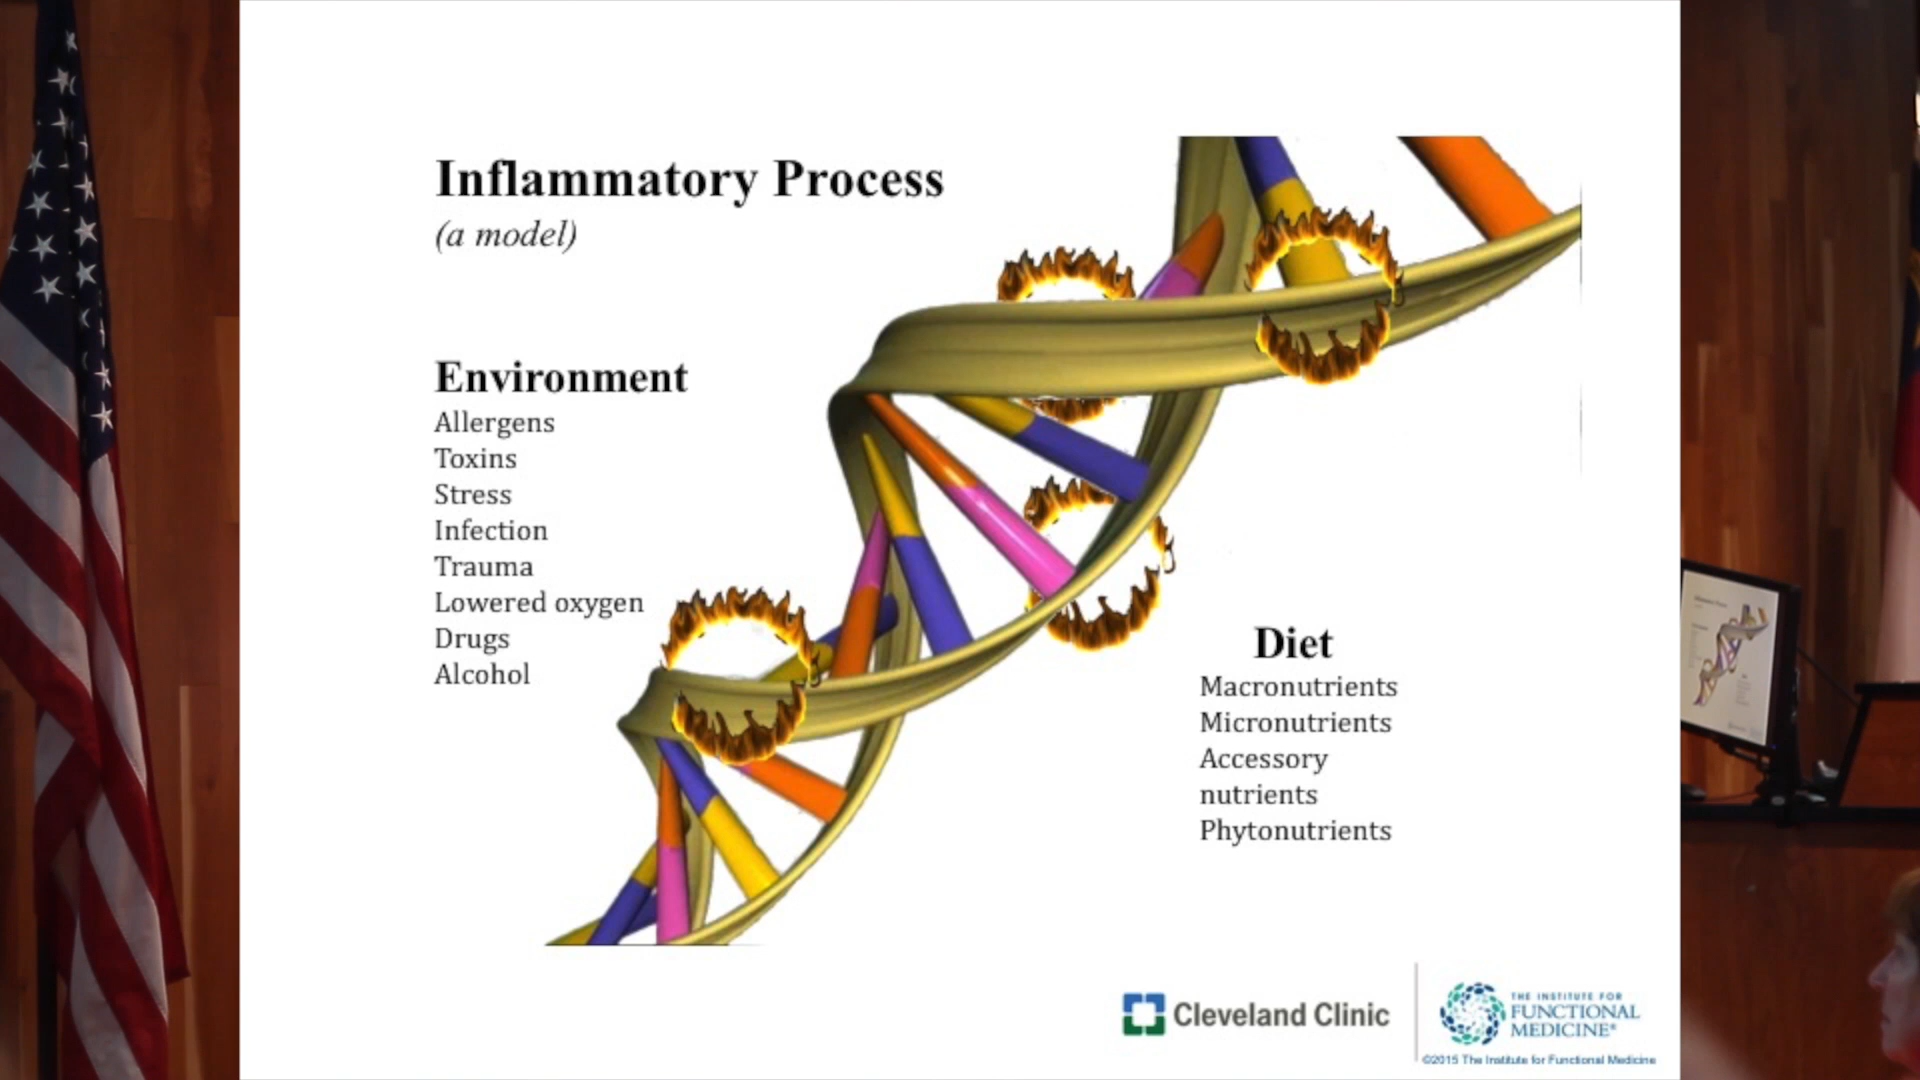 Inflammatory Process
(a model)
Environment
Allergens
Toxins
Stress
Infection
Trauma
Lowered oxygen
Drugs
Alcohol
Diet
Macronutrients
Micronutrients
Accessory
nutrients
Phytonutrients
Cleveland Clinic
THE INSTITUTE FOR
FUNCTIONAL
MEDICINE®
©2015 The Institute for Functional Medicine